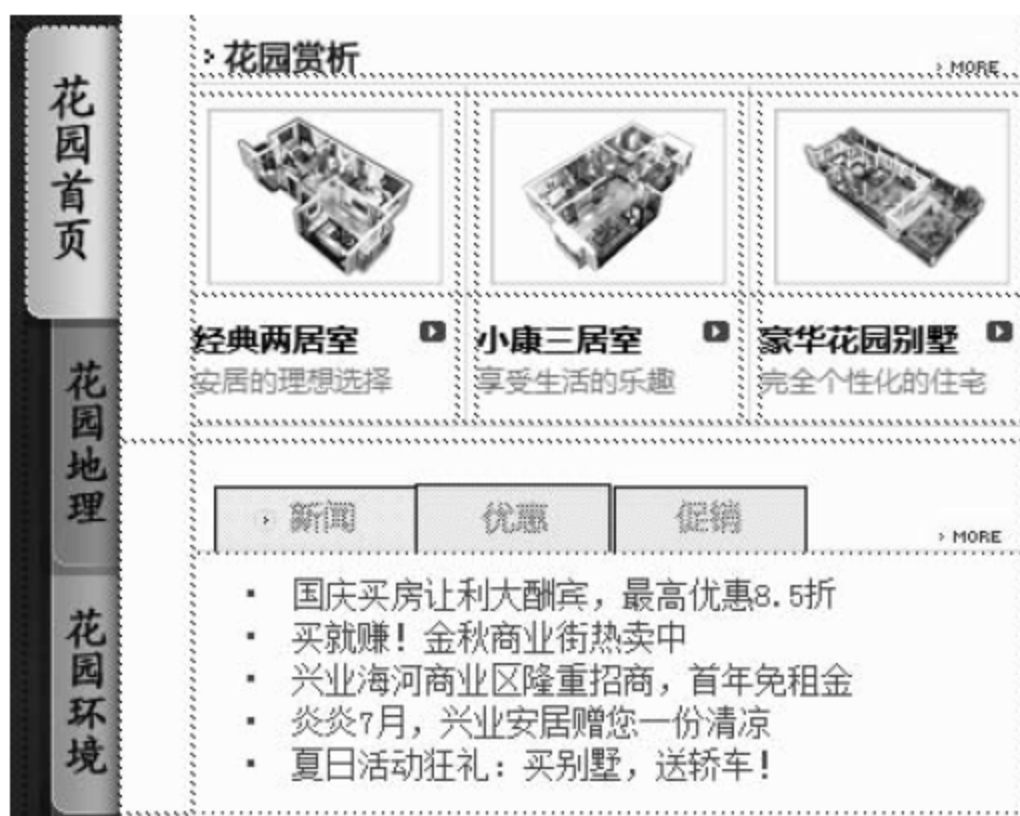 花园首页
花园地理
花园环境
花园赏析
MORE
经典两居室
安居的理想选择
小康三居室
享受生活的乐趣
豪华花园别墅
完全个性化的住宅
新闻
优惠
促销
MORE
▪ 国庆买房让利大酬宾，最高优惠8.5折
▪ 买就赚！金秋商业街热卖中
▪ 兴业海河商业区隆重招商，首年免租金
▪ 炎炎7月，兴业安居赠您一份清凉
▪ 夏日活动狂礼：买别墅，送轿车！